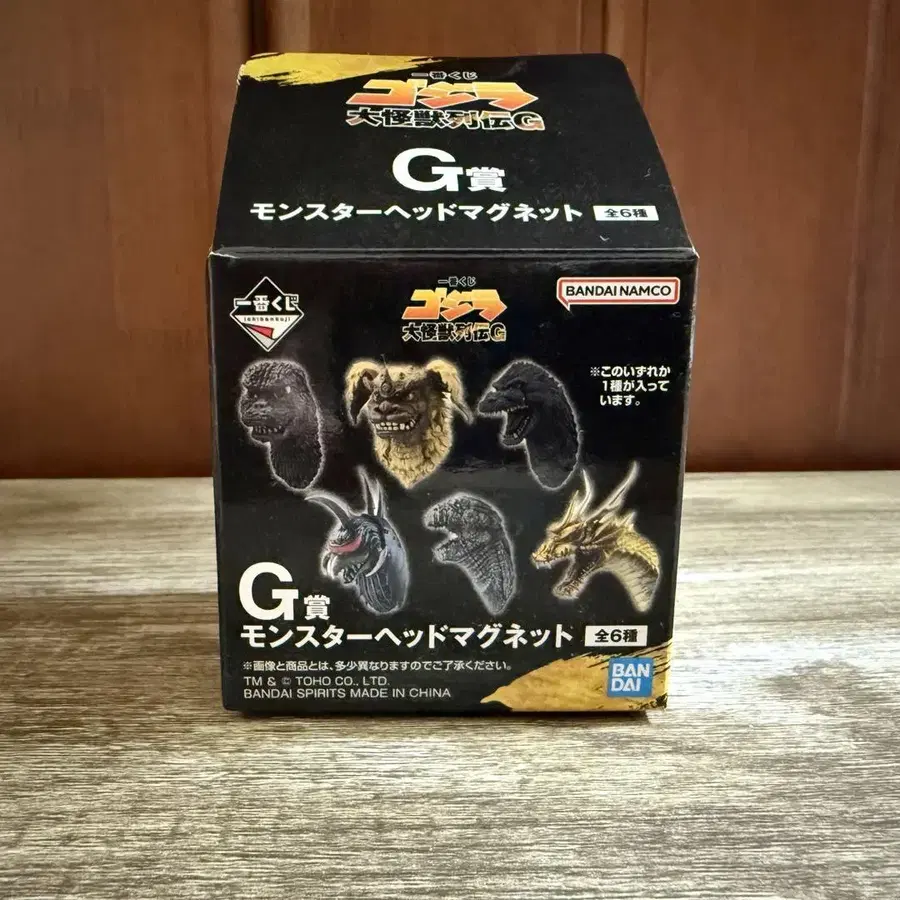 一番くじ
ゴジラ
大怪獣列伝G
G賞
モンスターヘッドマグネット 全6種
一番くじ
ichibankuji
一番くじ
ゴジラ
大怪獣列伝G
BANDAI NAMCO
※このいずれか
1種が入って
います。
G賞
モンスターヘッドマグネット 全6種
※画像と商品とは、多少異なりますのでご了承ください。
TM & © TOHO CO., LTD.
BANDAI SPIRITS MADE IN CHINA
BAN
DAI